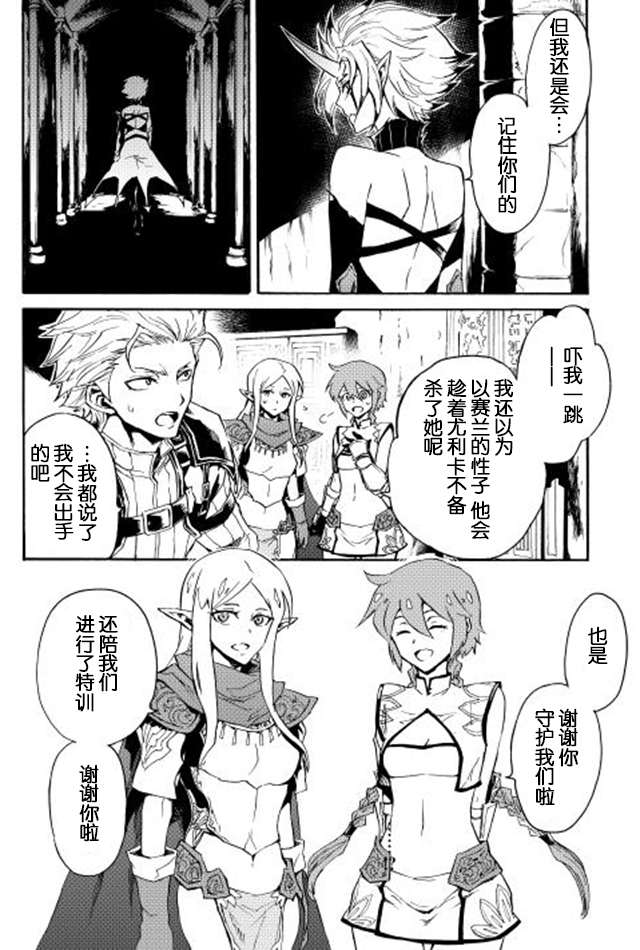 但我还是会…
记住你们的
吓我一跳
——
我还以为
以赛兰的性子 他会
趁着尤利卡不备
杀了她呢
…我都说了
我不会出手
的吧
也是
谢谢你
守护我们啦
还陪我们
进行了特训
谢谢你啦